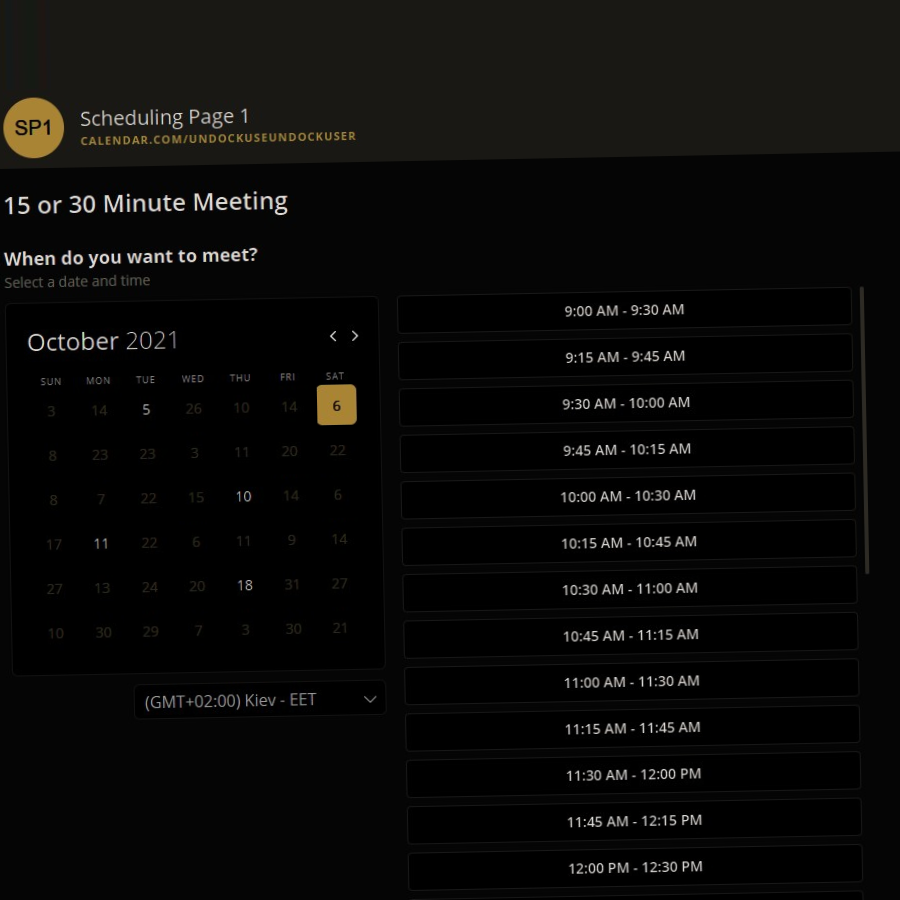 SP1
Scheduling Page 1
CALENDAR.COM/UNDOCKUSEUNDOCKUSER
15 or 30 Minute Meeting
When do you want to meet?
Select a date and time
October 2021
SUN MON TUE WED THU FRI SAT
3 14 5 26 10 14 6
8 23 23 3 11 20 22
8 7 22 15 10 14 6
17 11 22 6 11 9 14
27 13 24 20 18 31 27
10 30 29 7 3 30 21
(GMT+02:00) Kiev - EET
9:00 AM - 9:30 AM
9:15 AM - 9:45 AM
9:30 AM - 10:00 AM
9:45 AM - 10:15 AM
10:00 AM - 10:30 AM
10:15 AM - 10:45 AM
10:30 AM - 11:00 AM
10:45 AM - 11:15 AM
11:00 AM - 11:30 AM
11:15 AM - 11:45 AM
11:30 AM - 12:00 PM
11:45 AM - 12:15 PM
12:00 PM - 12:30 PM